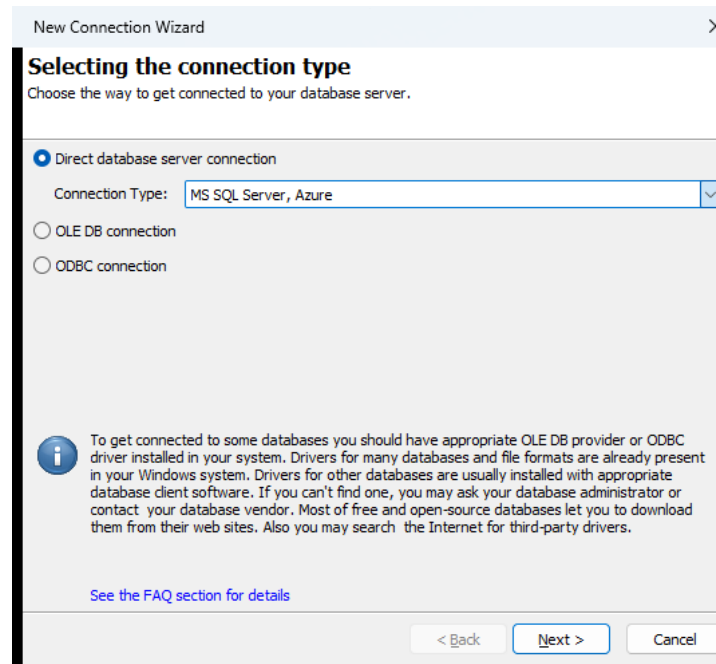 New Connection Wizard
Selecting the connection type
Choose the way to get connected to your database server.
Direct database server connection
Connection Type: MS SQL Server, Azure
OLE DB connection
ODBC connection
To get connected to some databases you should have appropriate OLE DB provider or ODBC
driver installed in your system. Drivers for many databases and file formats are already present
in your Windows system. Drivers for other databases are usually installed with appropriate
database client software. If you can't find one, you may ask your database administrator or
contact your database vendor. Most of free and open-source databases let you to download
them from their web sites. Also you may search the Internet for third-party drivers.
See the FAQ section for details
< Back Next > Cancel